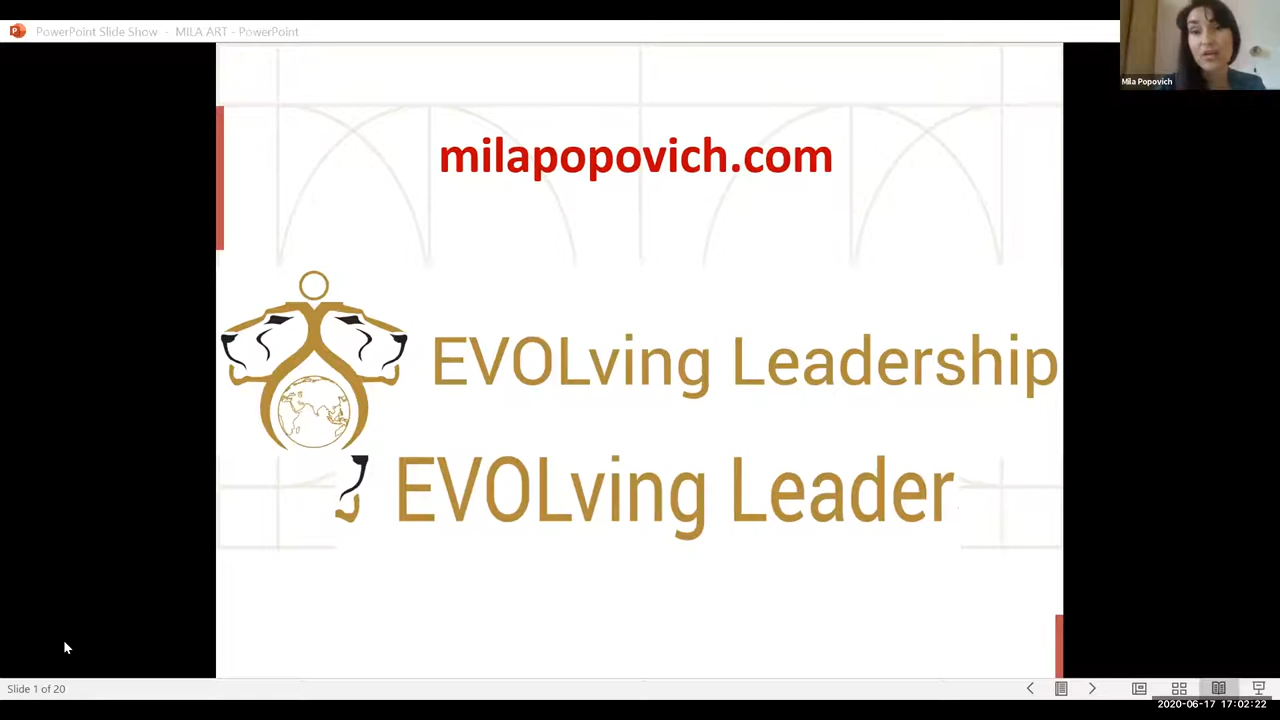 PowerPoint Slide Show - MILA ART - PowerPoint
Mila Popovich
milapopovich.com
EVOLving Leadership
EVOLving Leader
Slide 1 of 20
2020-06-17 17:02:22